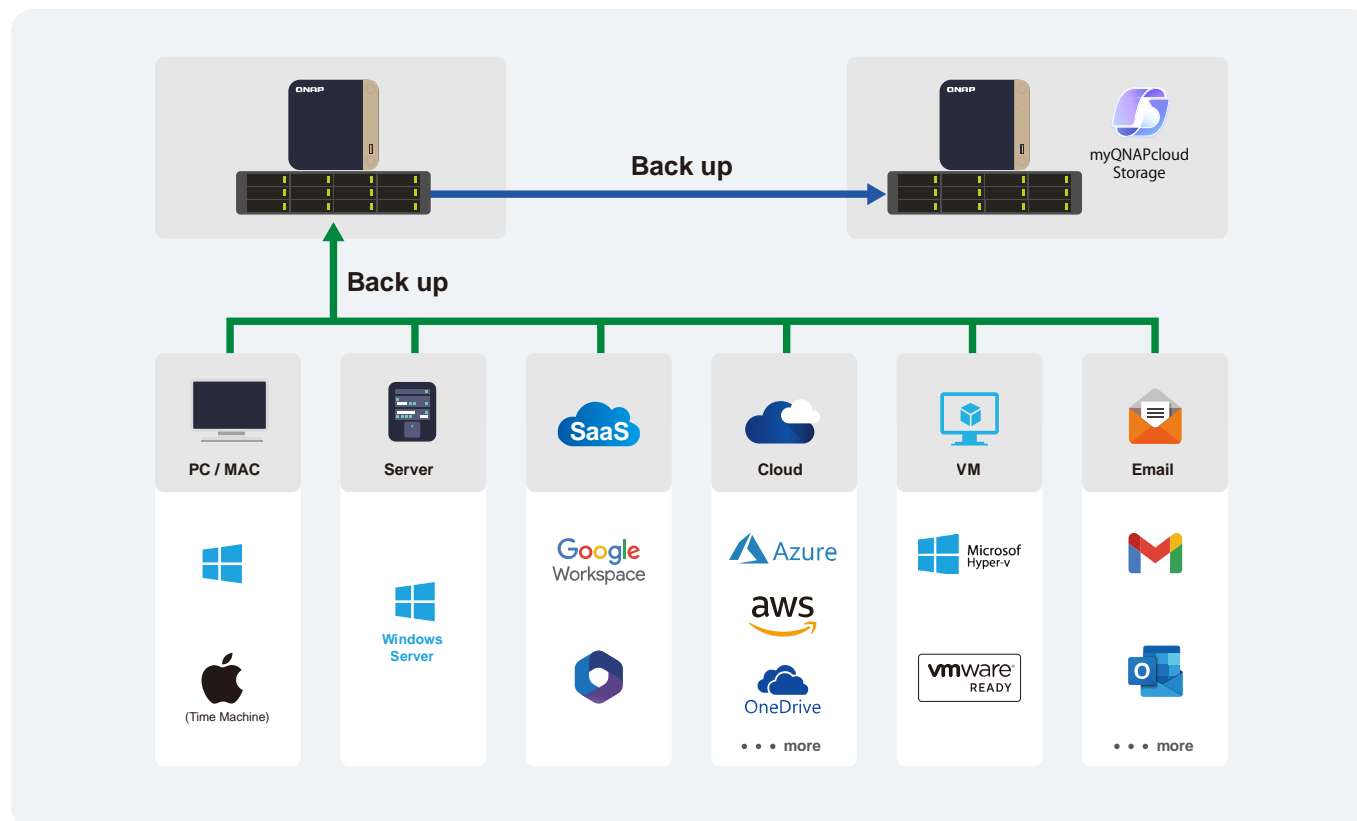 QNAP
QNAP
myQNAPcloud
Storage
Back up
Back up
PC / MAC
Server
SaaS
Cloud
VM
Email
Windows
Server
(Time Machine)
Google
Workspace
Azure
aws
OneDrive
• • • more
Microsof
Hyper-v
vmware®
READY
O
• • • more